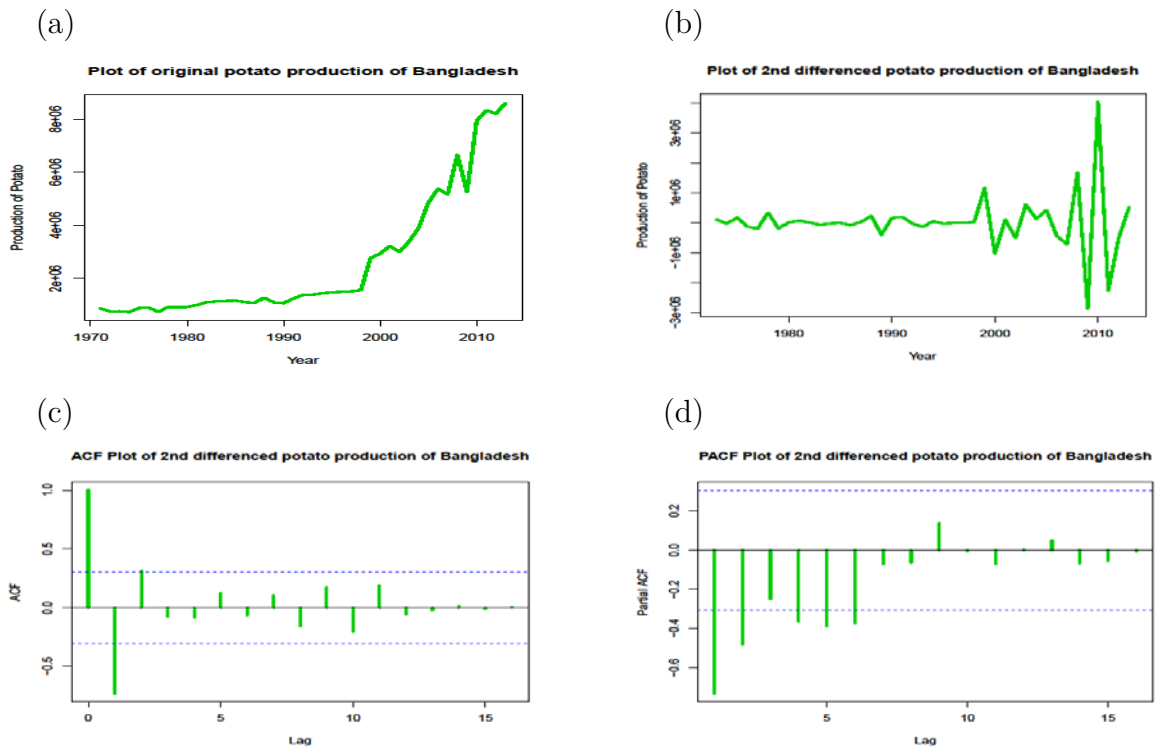 (a)
Plot of original potato production of Bangladesh
Production of Potato
8e+06
6e+06
4e+06
2e+06
1970 1980 1990 2000 2010
Year
(b)
Plot of 2nd differenced potato production of Bangladesh
Production of Potato
3e+06
1e+06
-1e+06
-3e+06
1980 1990 2000 2010
Year
(c)
ACF Plot of 2nd differenced potato production of Bangladesh
ACF
1.0
0.5
0.0
-0.5
0 5 10 15
Lag
(d)
PACF Plot of 2nd differenced potato production of Bangladesh
Partial ACF
0.2
0.0
-0.2
-0.4
-0.6
5 10 15
Lag